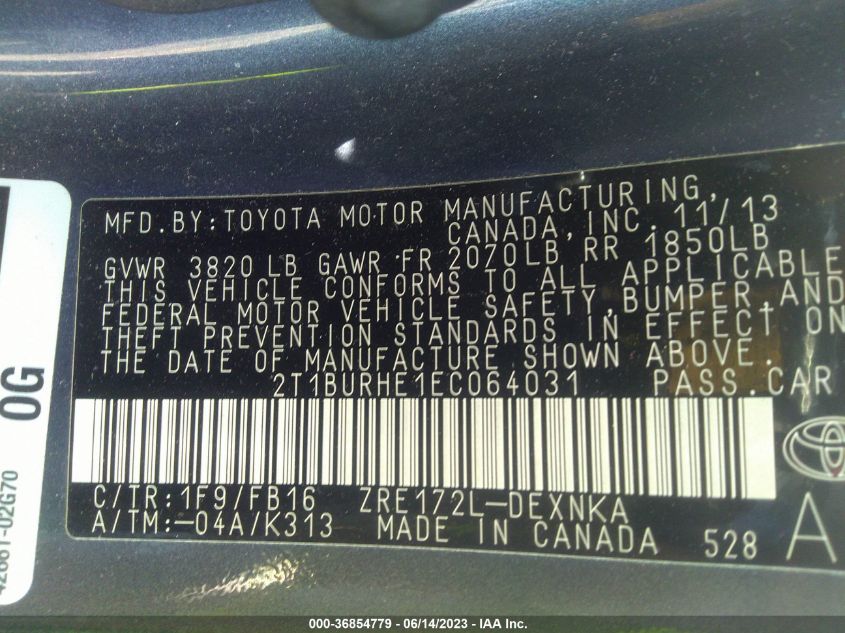 MFD.BY:TOYOTA MOTOR MANUFACTURING,
CANADA,INC. 11/13
GVWR 3820 LB GAWR FR 2070LB RR 1850LB
THIS VEHICLE CONFORMS TO ALL APPLICABLE
FEDERAL MOTOR VEHICLE SAFETY,BUMPER,AND
THEFT PREVENTION STANDARDS IN EFFECT ON
THE DATE OF MANUFACTURE SHOWN ABOVE.
2T1BURHE1EC064031 PASS.CAR
C/TR:1F9/FB16 ZRE172L-DEXNKA
A/TM:-04A/K313 MADE IN CANADA 528 A
0G
42661-02G70
000-36854779 - 06/14/2023 - IAA Inc.